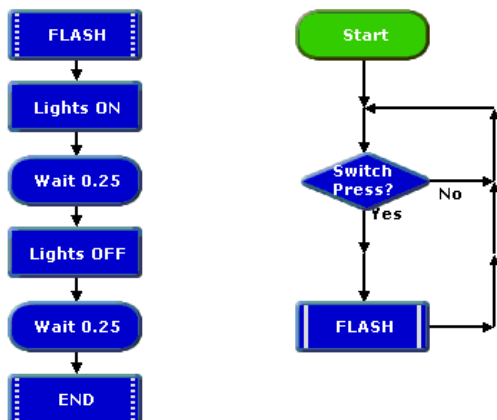 FLASH
Lights ON
Wait 0.25
Lights OFF
Wait 0.25
END
Start
Switch
Press?
No
Yes
FLASH